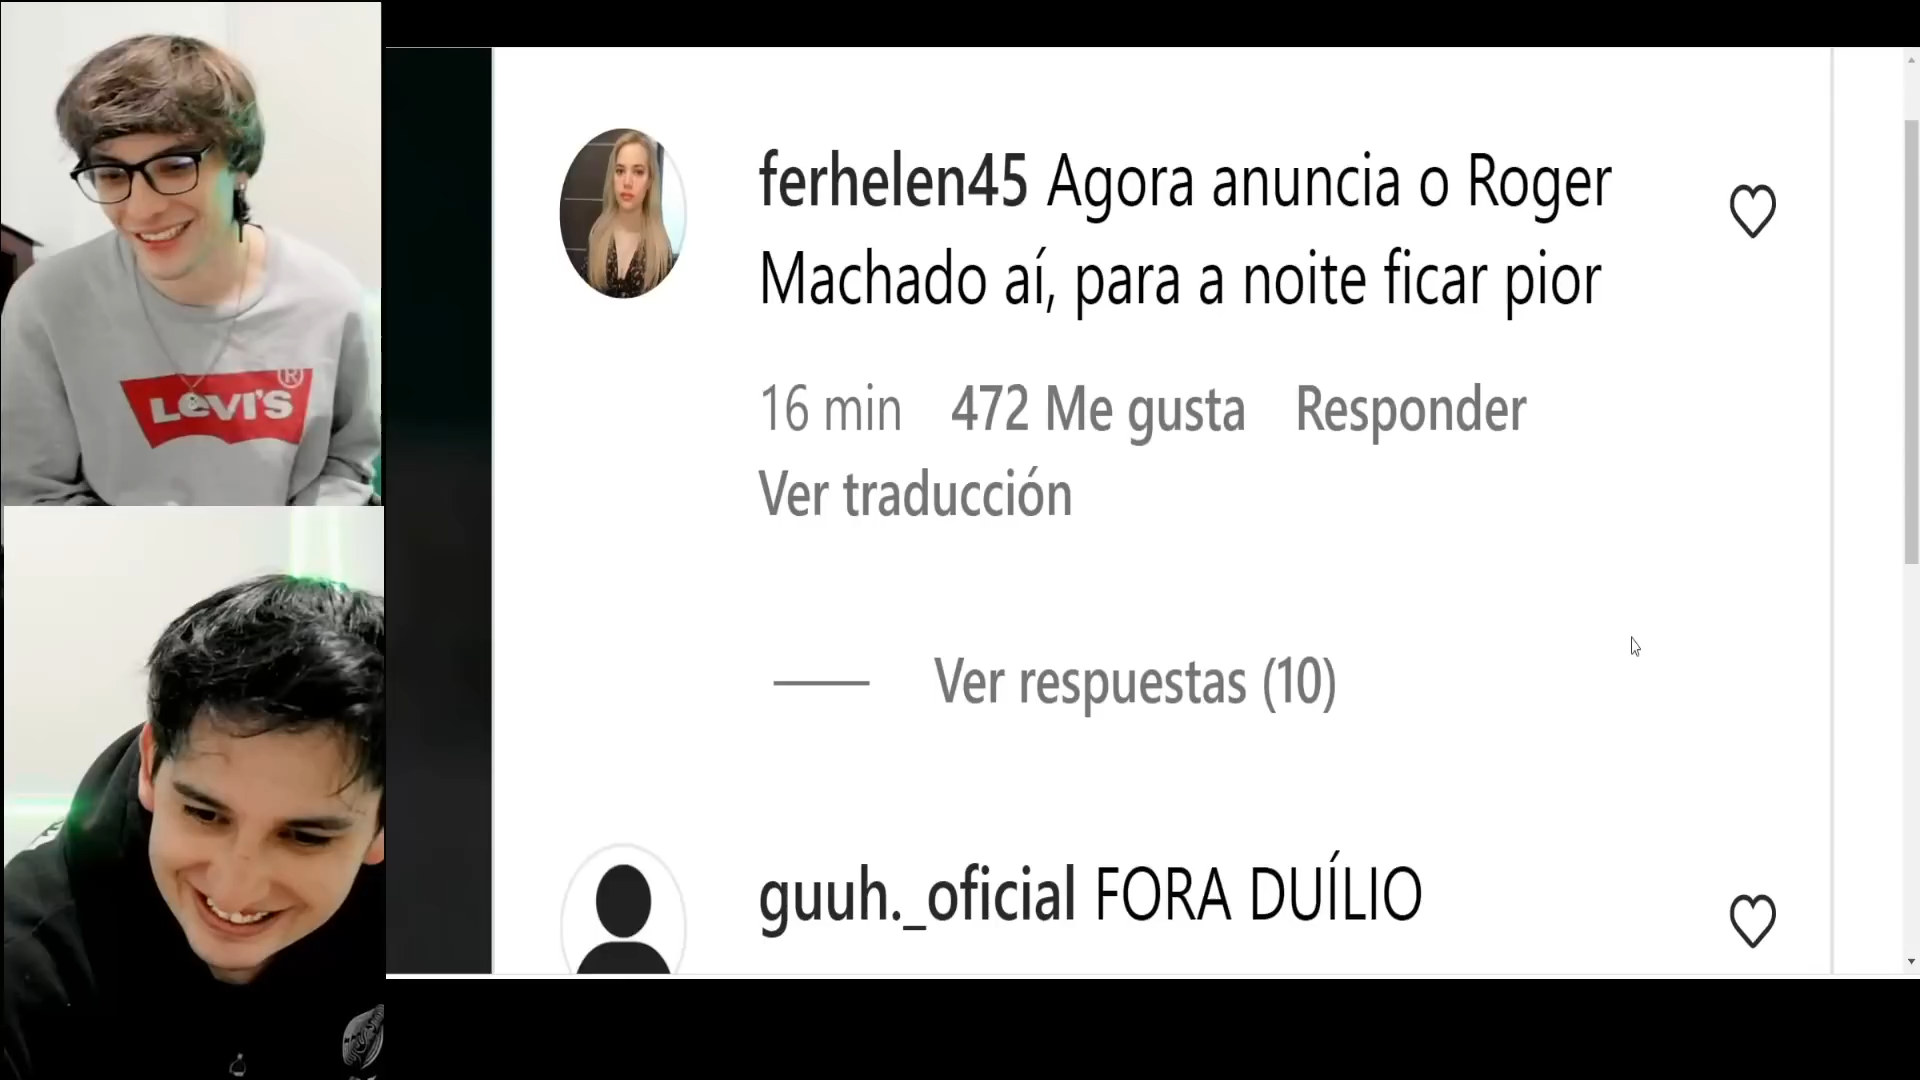 ferhelen45 Agora anuncia o Roger
Machado aí, para a noite ficar pior
16 min 472 Me gusta Responder
Ver traducción
Ver respuestas (10)
guuh._oficial FORA DUÍLIO
LEVI'S ®